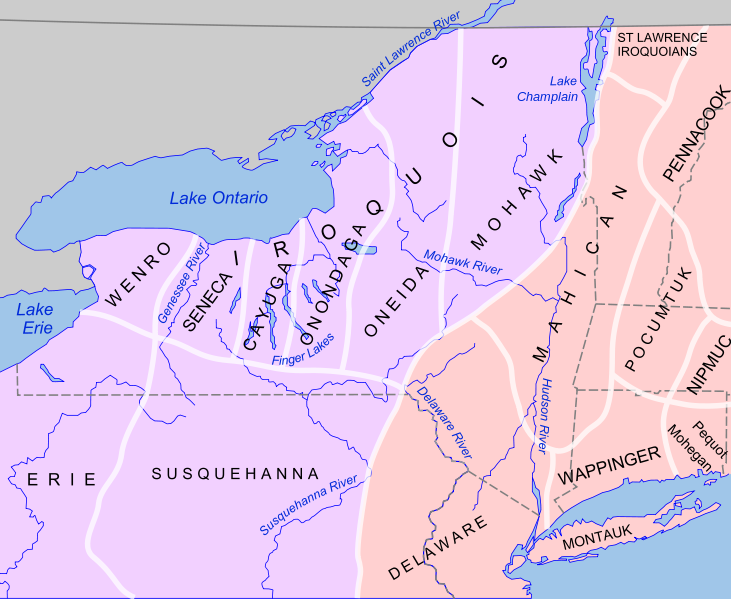 ST LAWRENCE
IROQUOIANS
Saint Lawrence River
Lake
Champlain
PENNACOOK
Lake Ontario
IROQUOIS
MOHAWK
MAHICAN
WENRO
Genessee River
SENECA
CAYUGA
ONONDAGA
ONEIDA
Mohawk River
Lake
Erie
Finger Lakes
POCUMTUK
NIPMUC
Delaware River
Hudson River
Pequot
Mohegan
WAPPINGER
ERIE
SUSQUEHANNA
Susquehanna River
DELAWARE
MONTAUK